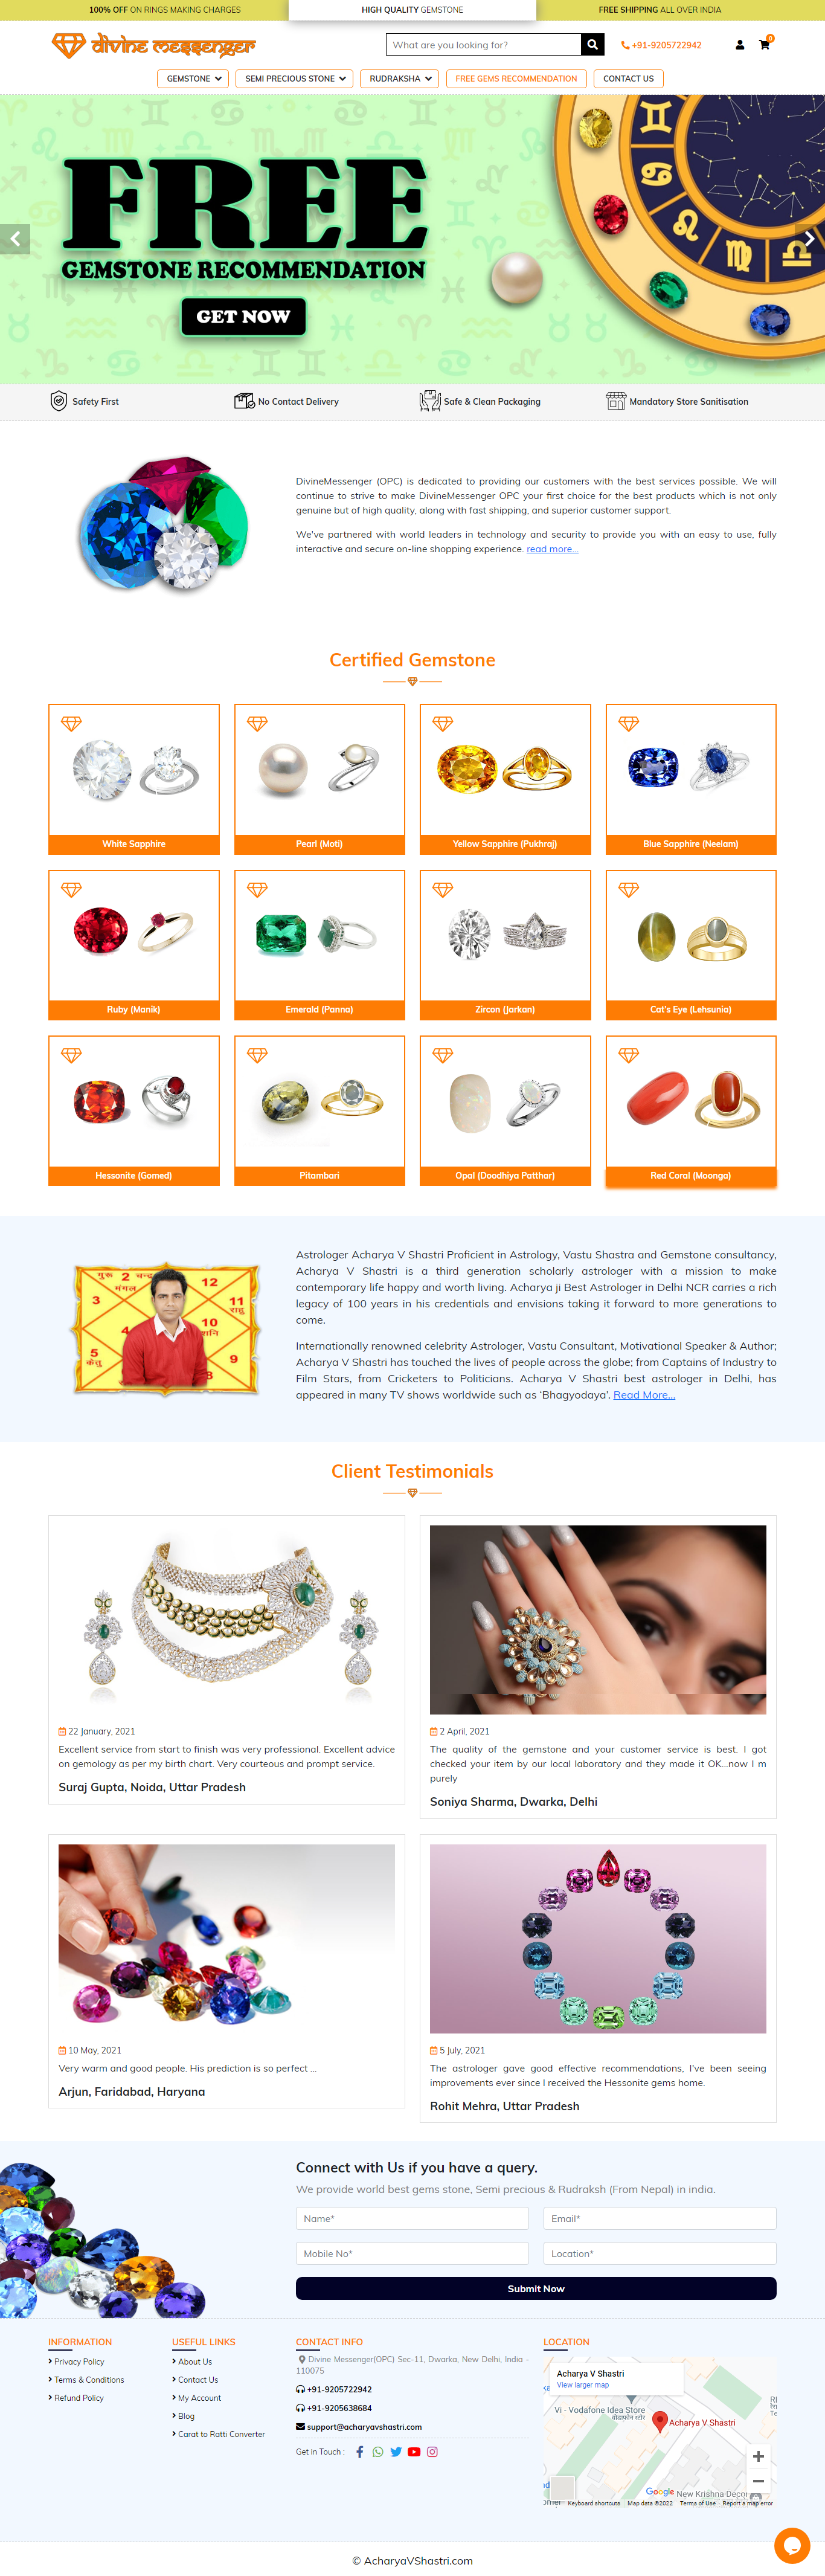 100% OFF ON RINGS MAKING CHARGES
HIGH QUALITY GEMSTONE
FREE SHIPPING ALL OVER INDIA
divine messenger
What are you looking for?
+91-9205722942
0
GEMSTONE
SEMI PRECIOUS STONE
RUDRAKSHA
FREE GEMS RECOMMENDATION
CONTACT US
FREE
GEMSTONE RECOMMENDATION
GET NOW
Safety First
No Contact Delivery
Safe & Clean Packaging
Mandatory Store Sanitisation
DivineMessenger (OPC) is dedicated to providing our customers with the best services possible. We will
continue to strive to make DivineMessenger OPC your first choice for the best products which is not only
genuine but of high quality, along with fast shipping, and superior customer support.
We've partnered with world leaders in technology and security to provide you with an easy to use, fully
interactive and secure on-line shopping experience. read more...
Certified Gemstone
White Sapphire
Pearl (Moti)
Yellow Sapphire (Pukhraj)
Blue Sapphire (Neelam)
Ruby (Manik)
Emerald (Panna)
Zircon (Jarkan)
Cat's Eye (Lehsunia)
Hessonite (Gomed)
Pitambari
Opal (Doodhiya Patthar)
Red Coral (Moonga)
गुरू 2 चन्द्र 12
मंगल
3 11
राहु
4 10
शनि
5
केतु
9
8
Astrologer Acharya V Shastri Proficient in Astrology, Vastu Shastra and Gemstone consultancy,
Acharya V Shastri is a third generation scholarly astrologer with a mission to make
contemporary life happy and worth living. Acharya ji Best Astrologer in Delhi NCR carries a rich
legacy of 100 years in his credentials and envisions taking it forward to more generations to
come.
Internationally renowned celebrity Astrologer, Vastu Consultant, Motivational Speaker & Author;
Acharya V Shastri has touched the lives of people across the globe; from Captains of Industry to
Film Stars, from Cricketers to Politicians. Acharya V Shastri best astrologer in Delhi, has
appeared in many TV shows worldwide such as 'Bhagyodaya'. Read More...
Client Testimonials
22 January, 2021
Excellent service from start to finish was very professional. Excellent advice
on gemology as per my birth chart. Very courteous and prompt service.
Suraj Gupta, Noida, Uttar Pradesh
2 April, 2021
The quality of the gemstone and your customer service is best. I got
checked your item by our local laboratory and they made it OK...now I m
purely
Soniya Sharma, Dwarka, Delhi
10 May, 2021
Very warm and good people. His prediction is so perfect ...
Arjun, Faridabad, Haryana
5 July, 2021
The astrologer gave good effective recommendations, I've been seeing
improvements ever since I received the Hessonite gems home.
Rohit Mehra, Uttar Pradesh
Connect with Us if you have a query.
We provide world best gems stone, Semi precious & Rudraksh (From Nepal) in india.
Name*
Email*
Mobile No*
Location*
Submit Now
INFORMATION
Privacy Policy
Terms & Conditions
Refund Policy
USEFUL LINKS
About Us
Contact Us
My Account
Blog
Carat to Ratti Converter
CONTACT INFO
Divine Messenger(OPC) Sec-11, Dwarka, New Delhi, India -
110075
+91-9205722942
+91-9205638684
support@acharyavshastri.com
Get in Touch :
LOCATION
Acharya V Shastri
View larger map
Vi - Vodafone Idea Store
वोडाफ़ोन आईडिया स्टोर
Acharya V Shastri
Google
New Krishna Decor
Keyboard shortcuts
Map data ©2022
Terms of Use
Report a map error
© AcharyaVShastri.com